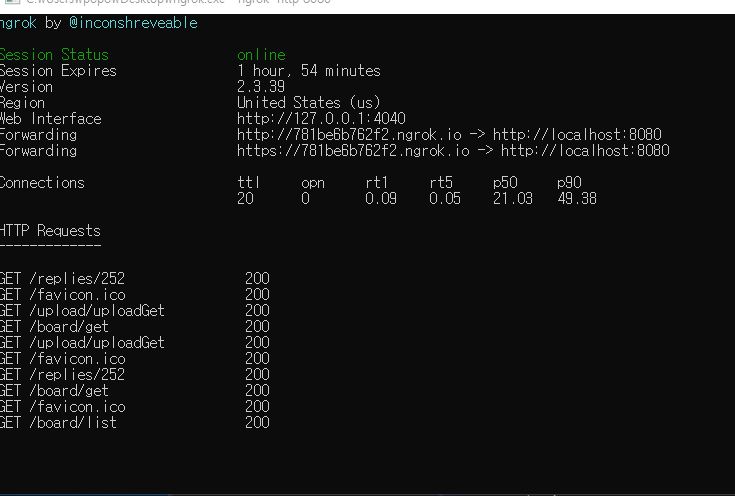 ngrok by @inconshreveable
Session Status online
Session Expires 1 hour, 54 minutes
Version 2.3.39
Region United States (us)
Web Interface http://127.0.0.1:4040
Forwarding http://781be6b762f2.ngrok.io -> http://localhost:8080
Forwarding https://781be6b762f2.ngrok.io -> http://localhost:8080
Connections ttl opn rt1 rt5 p50 p90
20 0 0.09 0.05 21.03 49.38
HTTP Requests
-------------
GET /replies/252 200
GET /favicon.ico 200
GET /upload/uploadGet 200
GET /board/get 200
GET /upload/uploadGet 200
GET /favicon.ico 200
GET /replies/252 200
GET /board/get 200
GET /favicon.ico 200
GET /board/list 200